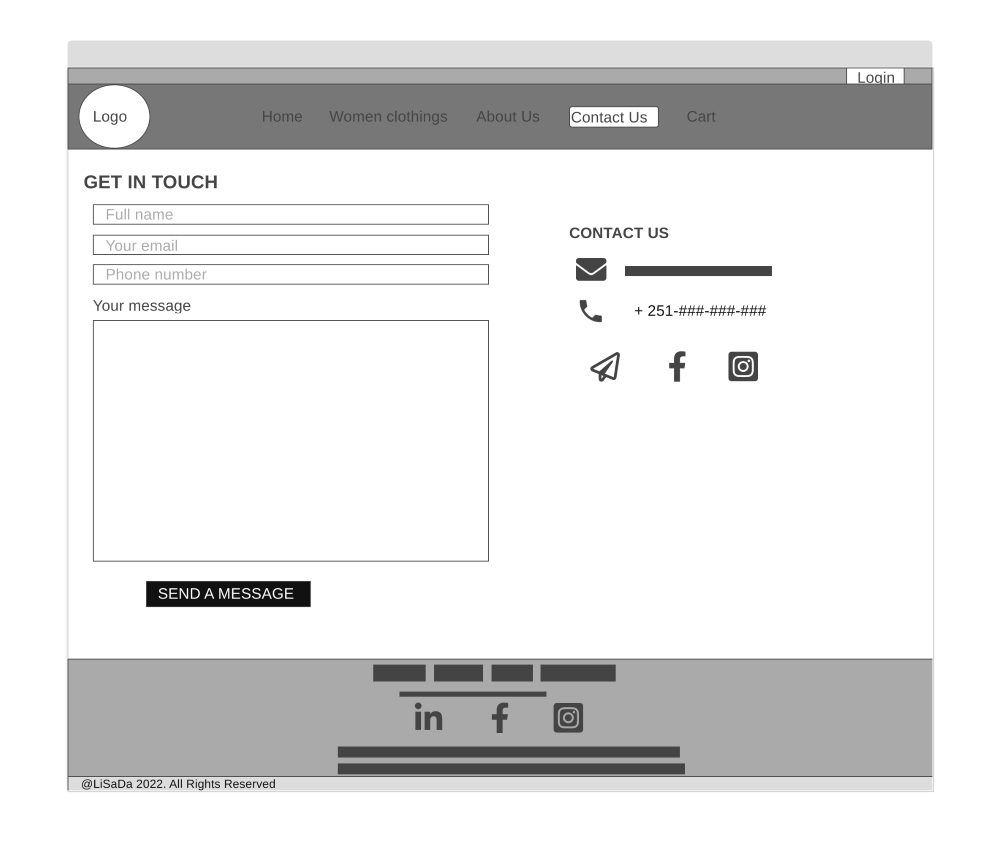 Login
Logo
Home Women clothings About Us Contact Us Cart
GET IN TOUCH
Full name
Your email
Phone number
Your message
SEND A MESSAGE
CONTACT US
+ 251-###-###-###
@LiSaDa 2022. All Rights Reserved